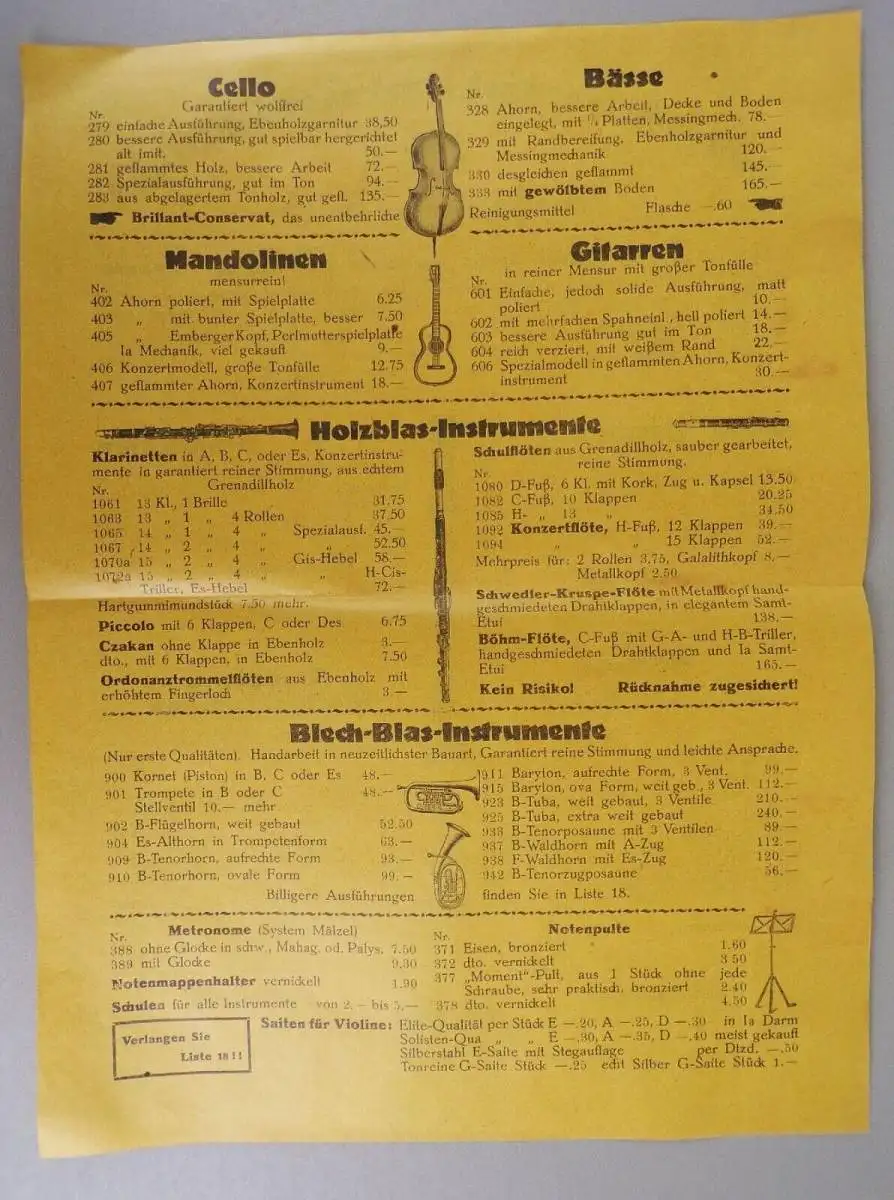 Cello
Garantiert wolffrei
Nr.
279 einfache Ausführung, Ebenholzgarnitur 38,50
280 bessere Ausführung, gut spielbar hergerichtet
alt imit. 50.—
281 geflammtes Holz, bessere Arbeit 72.—
282 Spezialausführung, gut im Ton 94.—
283 aus abgelagertem Tonholz, gut gefl. 135.—
Brillant-Conservat, das unentbehrliche
Bässe
Nr.
328 Ahorn, bessere Arbeit, Decke und Boden
eingelegt, mit Platten, Messingmech. 78.—
329 mit Randbereifung, Ebenholzgarnitur und
Messingmechanik 120.—
330 desgleichen geflammt 145.—
333 mit gewölbtem Boden 165.—
Reinigungsmittel Flasche —.60
Mandolinen
mensurrein!
Nr.
402 Ahorn poliert, mit Spielplatte 6.25
403 „ mit bunter Spielplatte, besser 7.50
405 „ Emberger Kopf, Perlmutterspielplatte
Ia Mechanik, viel gekauft 9.—
406 Konzertmodell, große Tonfülle 12.75
407 geflammter Ahorn, Konzertinstrument 18.—
Gitarren
in reiner Mensur mit großer Tonfülle
Nr.
601 Einfache, jedoch solide Ausführung, matt
poliert 10.—
602 mit mehrfachen Spahneinl., hell poliert 14.—
603 bessere Ausführung gut im Ton 18.—
604 reich verziert, mit weißem Rand 22.—
606 Spezialmodell in geflammten Ahorn, Konzert-
instrument 30.—
Holzblas-Instrumente
Klarinetten in A, B, C, oder Es, Konzertinstru-
mente in garantiert reiner Stimmung, aus echtem
Grenadillholz
Nr.
1061 13 Kl., 1 Brille 31.75
1063 13 „ 1 „ 4 Rollen 37.50
1065 14 „ 1 „ 4 „ Spezialausf. 45.—
1067 14 „ 2 „ 4 „ „ 52.50
1070a 15 „ 2 „ 4 „ Gis-Hebel 58.—
1072a 15 „ 2 „ 4 „ „ H-Cis-
Triller, Es-Hebel 72.—
Hartgummimundstück 7.50 mehr.
Piccolo mit 6 Klappen, C oder Des 6.75
Czakan ohne Klappe in Ebenholz 3.—
dto., mit 6 Klappen, in Ebenholz 7.50
Ordonanztrommelflöten aus Ebenholz mit
erhöhtem Fingerloch 3.—
Schulflöten aus Grenadillholz, sauber gearbeitet,
reine Stimmung.
Nr.
1080 D-Fuß, 6 Kl. mit Kork, Zug u. Kapsel 13.50
1082 C-Fuß, 10 Klappen 20.25
1085 H- „ 13 „ 34.50
1092 Konzertflöte, H-Fuß, 12 Klappen 39.—
1094 „ „ 15 Klappen 52.—
Mehrpreis für: 2 Rollen 3,75, Galalithkopf 8.—
Metallkopf 2.50
Schwedler-Kruspe-Flöte mit Metallkopf hand-
geschmiedeten Drahtklappen, in elegantem Samt-
Etui 138.—
Böhm-Flöte, C-Fuß mit G-A- und H-B-Triller,
handgeschmiedeten Drahtklappen und Ia Samt-
Etui 165.—
Kein Risiko! Rücknahme zugesichert!
Blech-Blas-Instrumente
(Nur erste Qualitäten). Handarbeit in neuzeitlichster Bauart, Garantiert reine Stimmung und leichte Ansprache.
900 Kornet (Piston) in B, C oder Es 48.—
901 Trompete in B oder C 48.—
Stellventil 10.— mehr
902 B-Flügelhorn, weit gebaut 52.50
904 Es-Althorn in Trompetenform 63.—
909 B-Tenorhorn, aufrechte Form 93.—
910 B-Tenorhorn, ovale Form 99.—
Billigere Ausführungen
911 Baryton, aufrechte Form, 3 Vent. 99.—
915 Baryton, ova Form, weit geb., 3 Vent. 112.—
923 B-Tuba, weit gebaut, 3 Ventile 210.—
925 B-Tuba, extra weit gebaut 240.—
933 B-Tenorposaune mit 3 Ventilen 89.—
937 B-Waldhorn mit A-Zug 112.—
938 F-Waldhorn mit Es-Zug 120.—
942 B-Tenorzugposaune 56.—
finden Sie in Liste 18.
Metronome (System Mälzel)
Nr.
388 ohne Glocke in schw., Mahag. od. Palys. 7.50
389 mit Glocke 9.30
Notenmappenhalter vernickelt 1.90
Schulen für alle Instrumente von 2.— bis 5.—
Notenpulte
Nr.
371 Eisen, bronziert 1.60
372 dto. vernickelt 3.50
377 „Moment“-Pult, aus 1 Stück ohne jede
Schraube, sehr praktisch, bronziert 2.40
378 dto. vernickelt 4.50
Verlangen Sie
Liste 18!!
Saiten für Violine: Elite-Qualität per Stück E —.20, A —.25, D —.30 in Ia Darm
Solisten-Qua „ „ E —.30, A —.35, D —.40 meist gekauft
Silberstahl E-Saite mit Stegauflage per Dtzd. —.50
Tonreine G-Saite Stück —.25 echt Silber G-Saite Stück 1.—